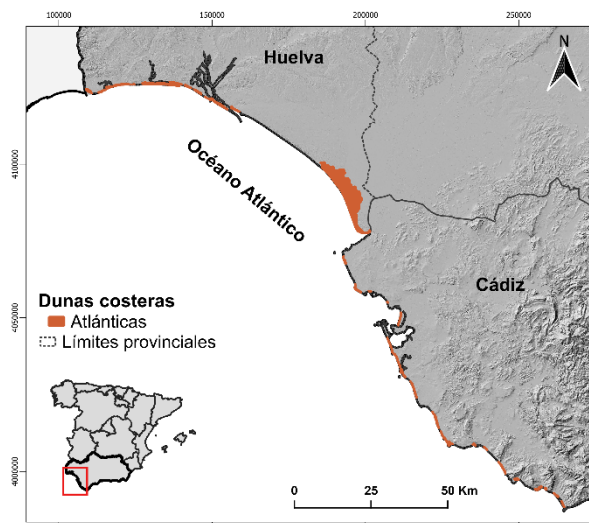 100000
150000
200000
250000
Huelva
N
4100000
Océano Atlántico
Cádiz
Dunas costeras
Atlánticas
Límites provinciales
4050000
4000000
0
25
50 Km